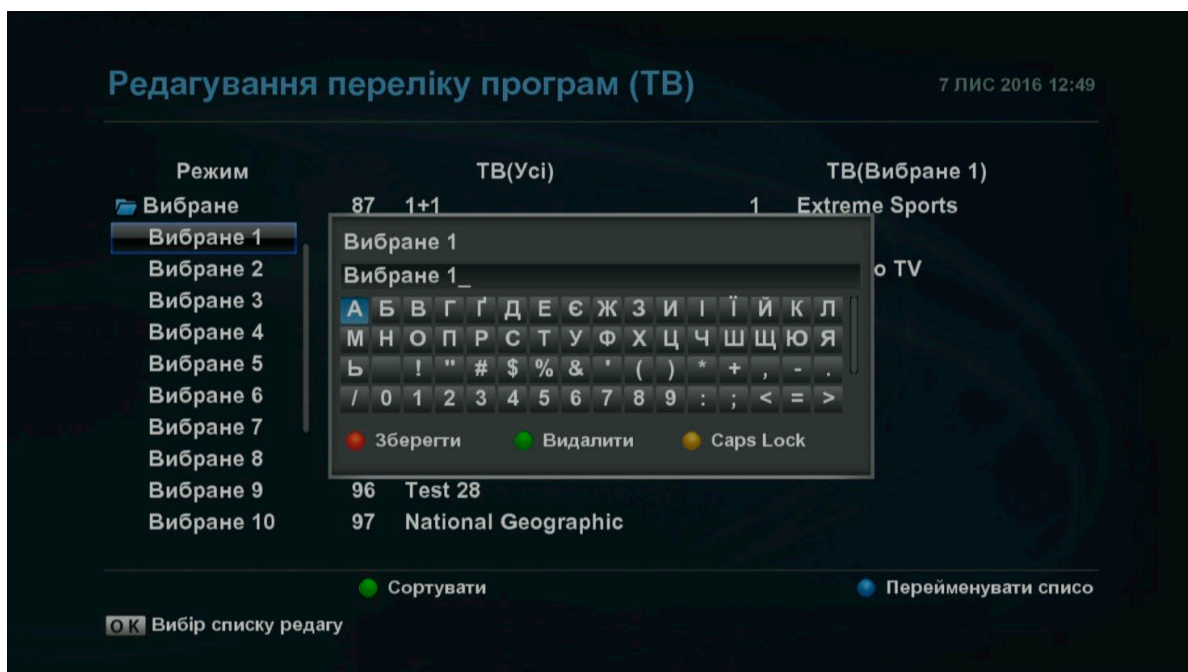 Редагування переліку програм (ТВ)
7 ЛИС 2016 12:49
Режим ТВ(Усі) ТВ(Вибране 1)
Вибране 87 1+1 1 Extreme Sports
Вибране 1
Вибране 2 o TV
Вибране 3
Вибране 4
Вибране 5
Вибране 6
Вибране 7
Вибране 8
Вибране 9 96 Test 28
Вибране 10 97 National Geographic
Вибране 1
Вибране 1_
А Б В Г Ґ Д Е Є Ж З И І Ї Й К Л
М Н О П Р С Т У Ф Х Ц Ч Ш Щ Ю Я
Ь ! " # $ % & ' ( ) * + , - .
/ 0 1 2 3 4 5 6 7 8 9 : ; < = >
Зберегти Видалити Caps Lock
Сортувати Перейменувати списо
OK Вибір списку редагу